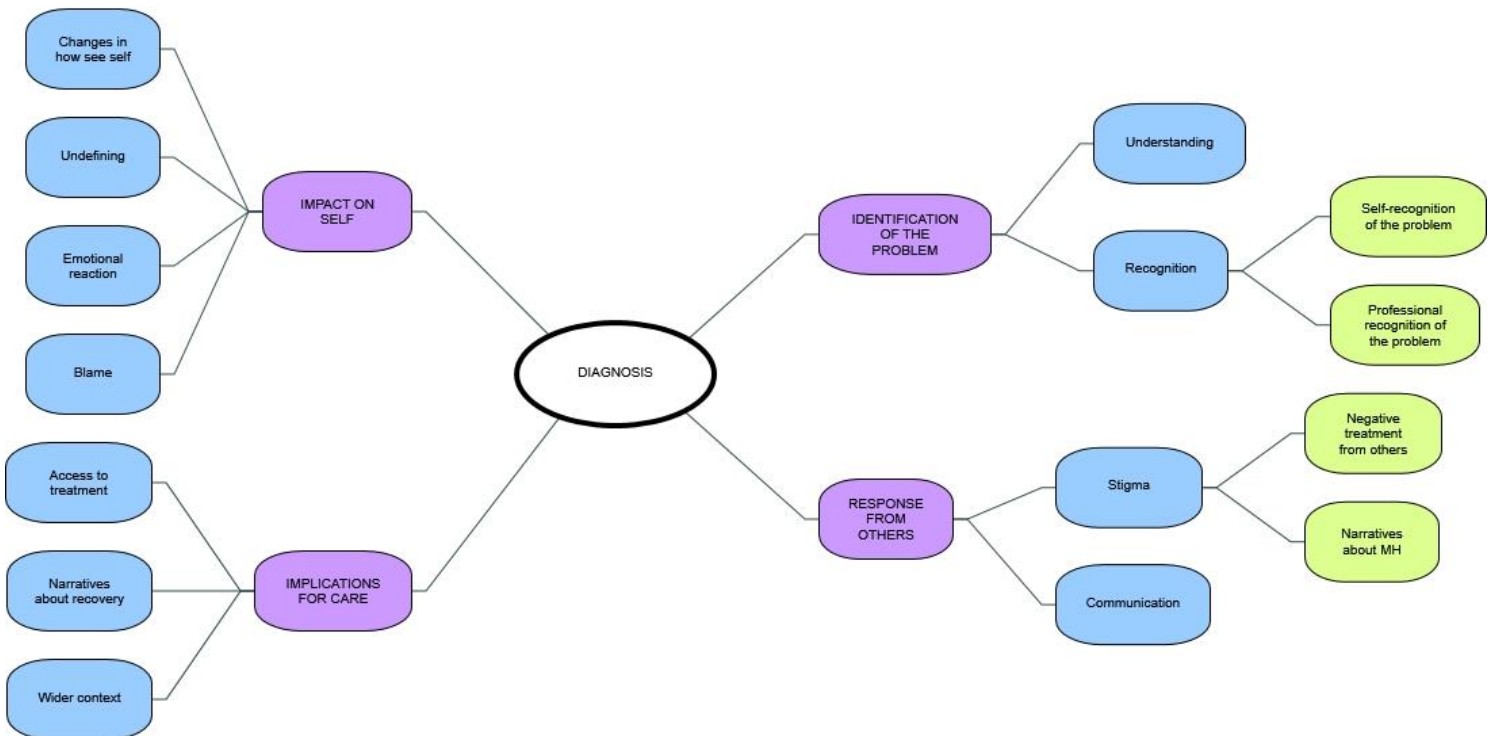 Changes in
how see self
Undefining
Emotional
reaction
Blame
IMPACT ON
SELF
Access to
treatment
Narratives
about recovery
Wider context
IMPLICATIONS
FOR CARE
DIAGNOSIS
IDENTIFICATION
OF THE
PROBLEM
Understanding
Recognition
Self-recognition
of the problem
Professional
recognition of
the problem
RESPONSE
FROM
OTHERS
Stigma
Communication
Negative
treatment
from others
Narratives
about MH